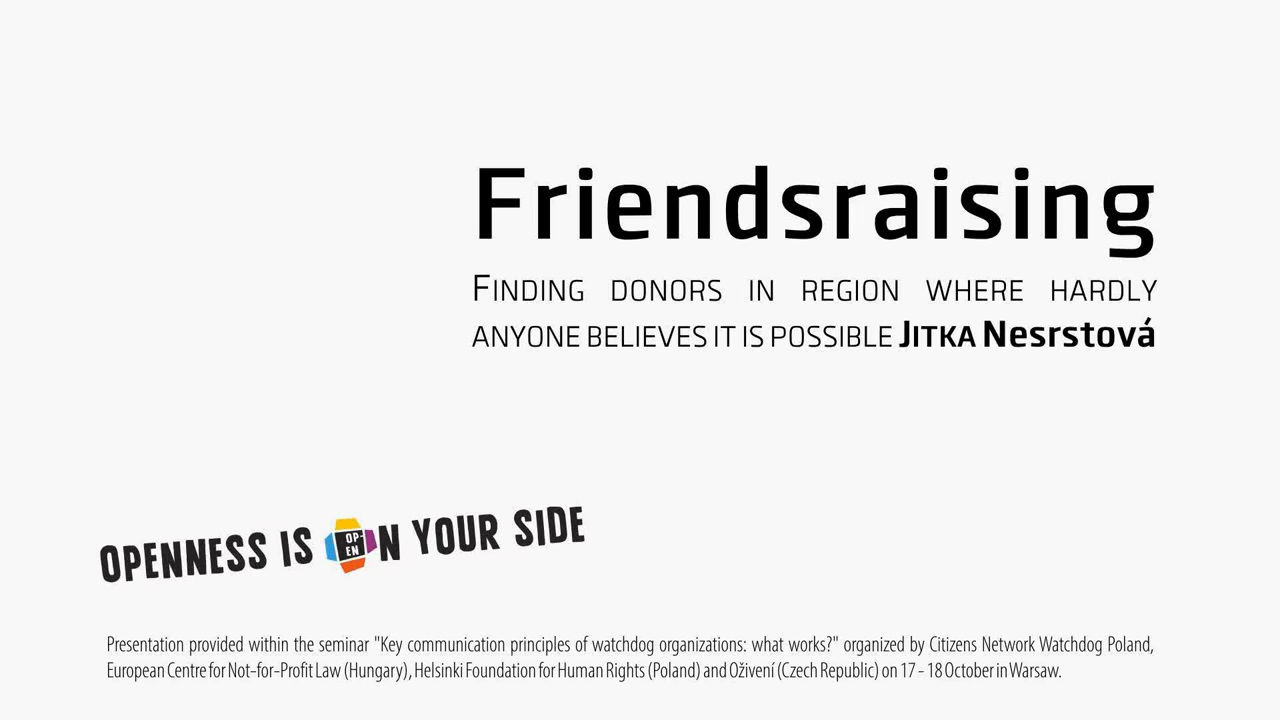 Friendsraising
FINDING DONORS IN REGION WHERE HARDLY
ANYONE BELIEVES IT IS POSSIBLE JITKA Nesrstová
OPENNESS IS OP-EN N YOUR SIDE
Presentation provided within the seminar "Key communication principles of watchdog organizations: what works?" organized by Citizens Network Watchdog Poland,
European Centre for Not-for-Profit Law (Hungary), Helsinki Foundation for Human Rights (Poland) and Oživení (Czech Republic) on 17 - 18 October in Warsaw.